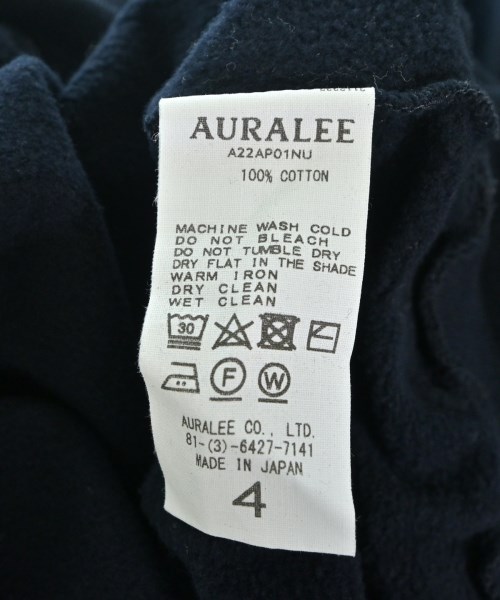 AURALEE
A22AP01NU
100% COTTON
MACHINE WASH COLD
DO NOT BLEACH
DO NOT TUMBLE DRY
DRY FLAT IN THE SHADE
WARM IRON
DRY CLEAN
WET CLEAN
30
F W
AURALEE CO., LTD.
81-(3)-6427-7141
MADE IN JAPAN
4